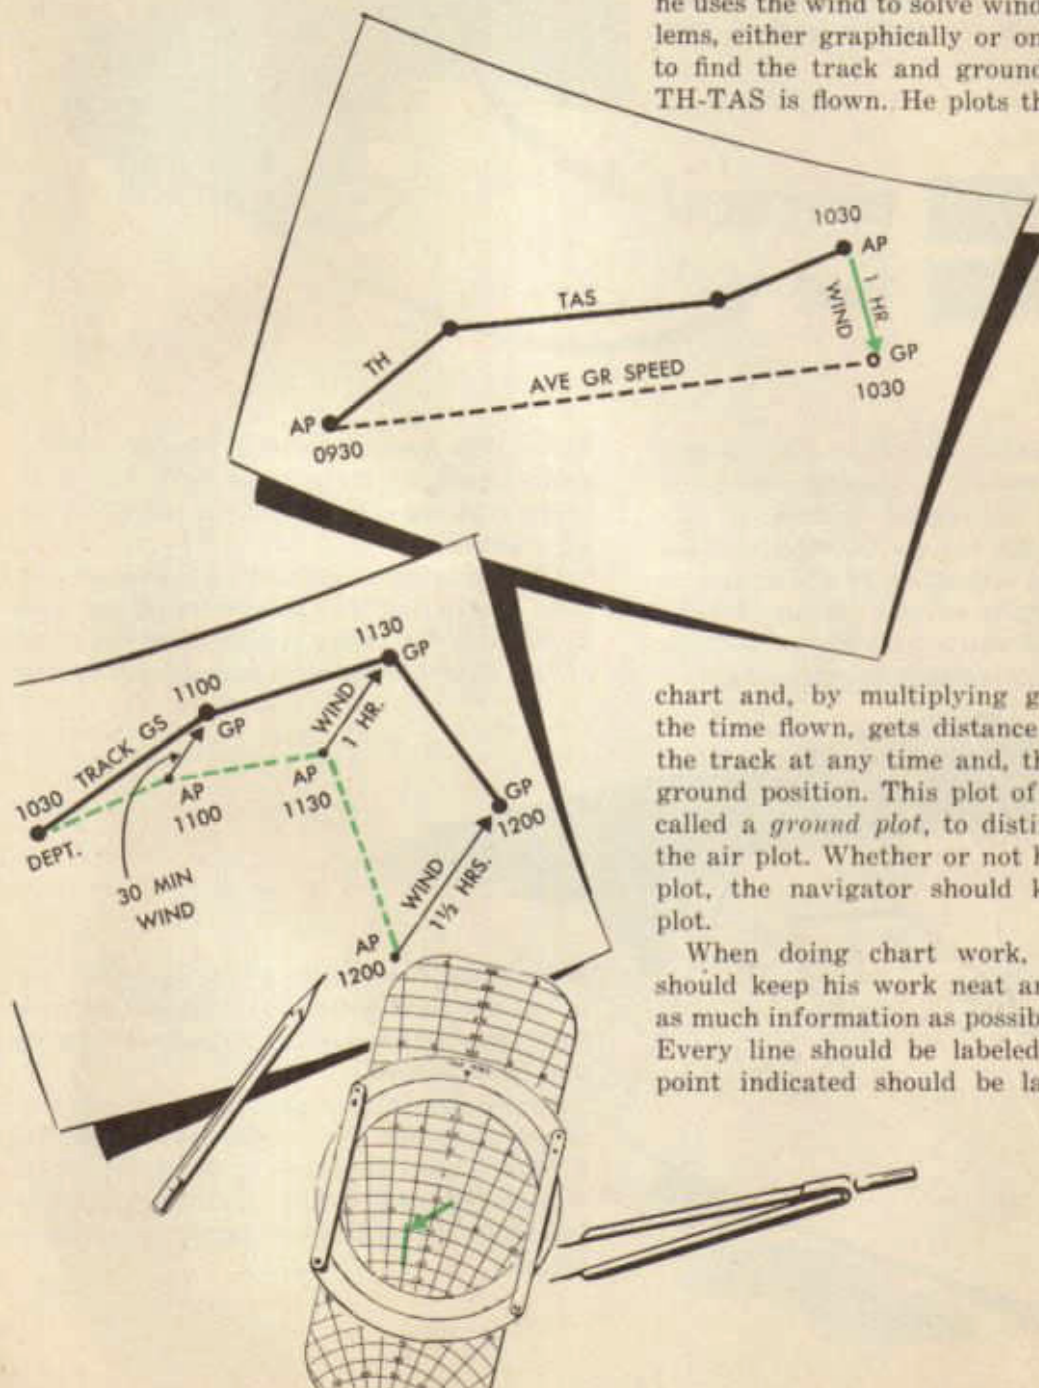 he uses the wind to solve wind
lems, either graphically or on
to find the track and ground
TH-TAS is flown. He plots th
1030
AP
1 HR
WIND
TAS
TH
GP
AVE GR SPEED
1030
AP
0930
1130
GP
1100
WIND
1 HR.
TRACK GS
GP
1030
AP
1130
AP
1100
DEPT.
GP
1200
30 MIN
WIND
WIND
1½ HRS.
AP
1200
chart and, by multiplying g
the time flown, gets distance
the track at any time and, th
ground position. This plot of
called a ground plot, to disti
the air plot. Whether or not h
plot, the navigator should k
plot.
When doing chart work,
should keep his work neat an
as much information as possib
Every line should be labeled
point indicated should be la